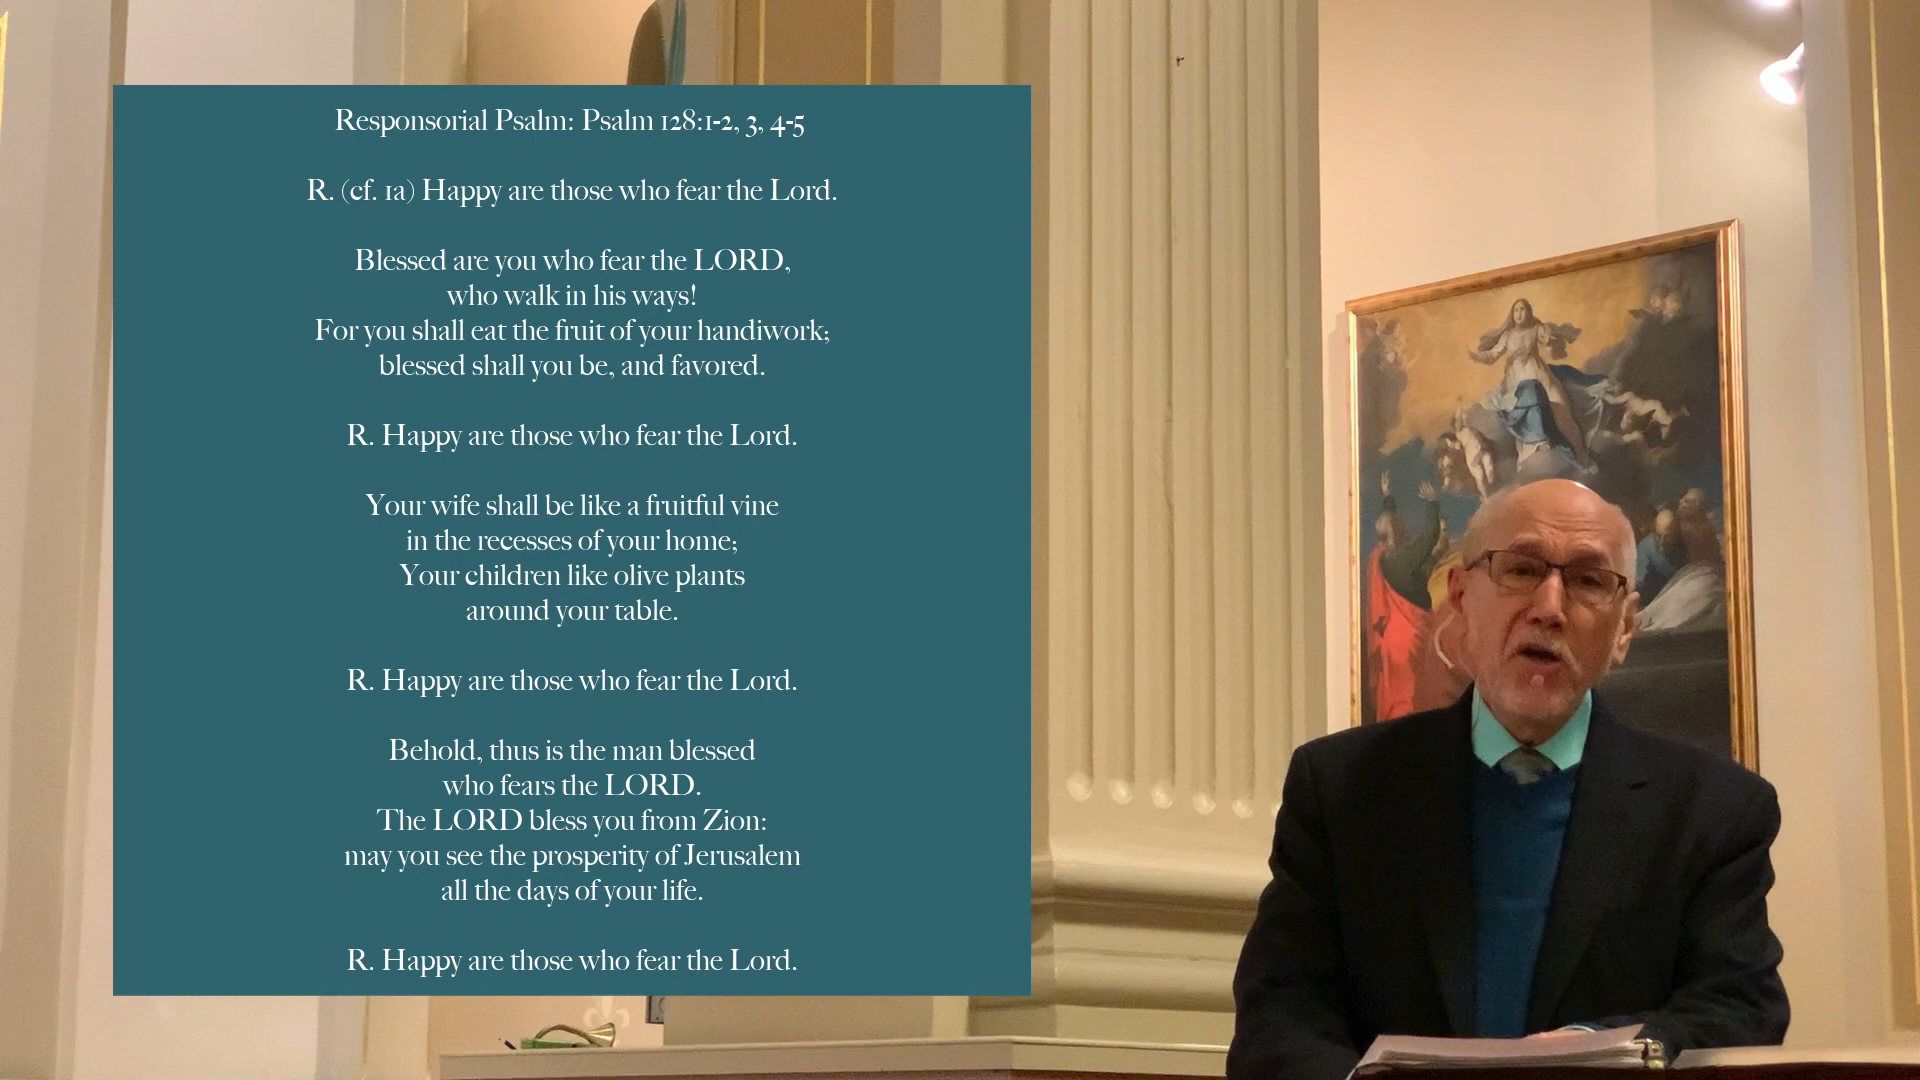 Responsorial Psalm: Psalm 128:1-2, 3, 4-5
R. (cf. 1a) Happy are those who fear the Lord.
Blessed are you who fear the LORD,
who walk in his ways!
For you shall eat the fruit of your handiwork;
blessed shall you be, and favored.
R. Happy are those who fear the Lord.
Your wife shall be like a fruitful vine
in the recesses of your home;
Your children like olive plants
around your table.
R. Happy are those who fear the Lord.
Behold, thus is the man blessed
who fears the LORD.
The LORD bless you from Zion:
may you see the prosperity of Jerusalem
all the days of your life.
R. Happy are those who fear the Lord.